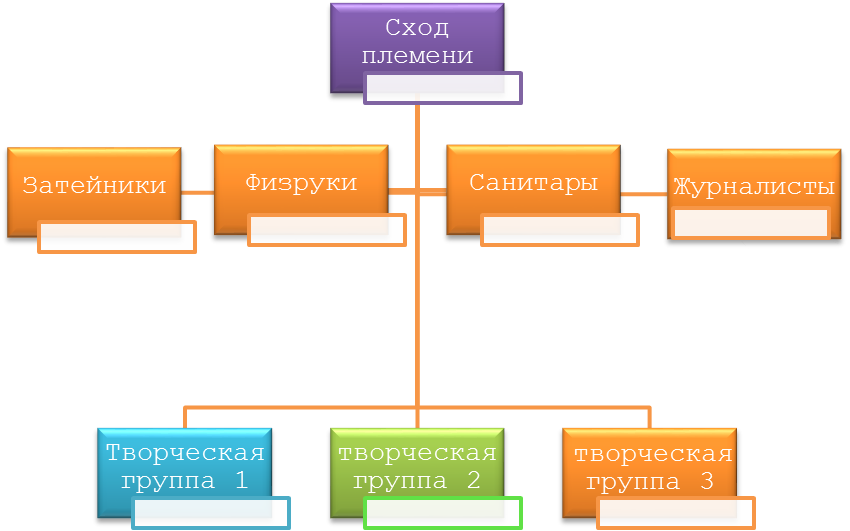 Сход
племени
Затейники
Физруки
Санитары
Журналисты
Творческая
группа 1
творческая
группа 2
творческая
группа 3